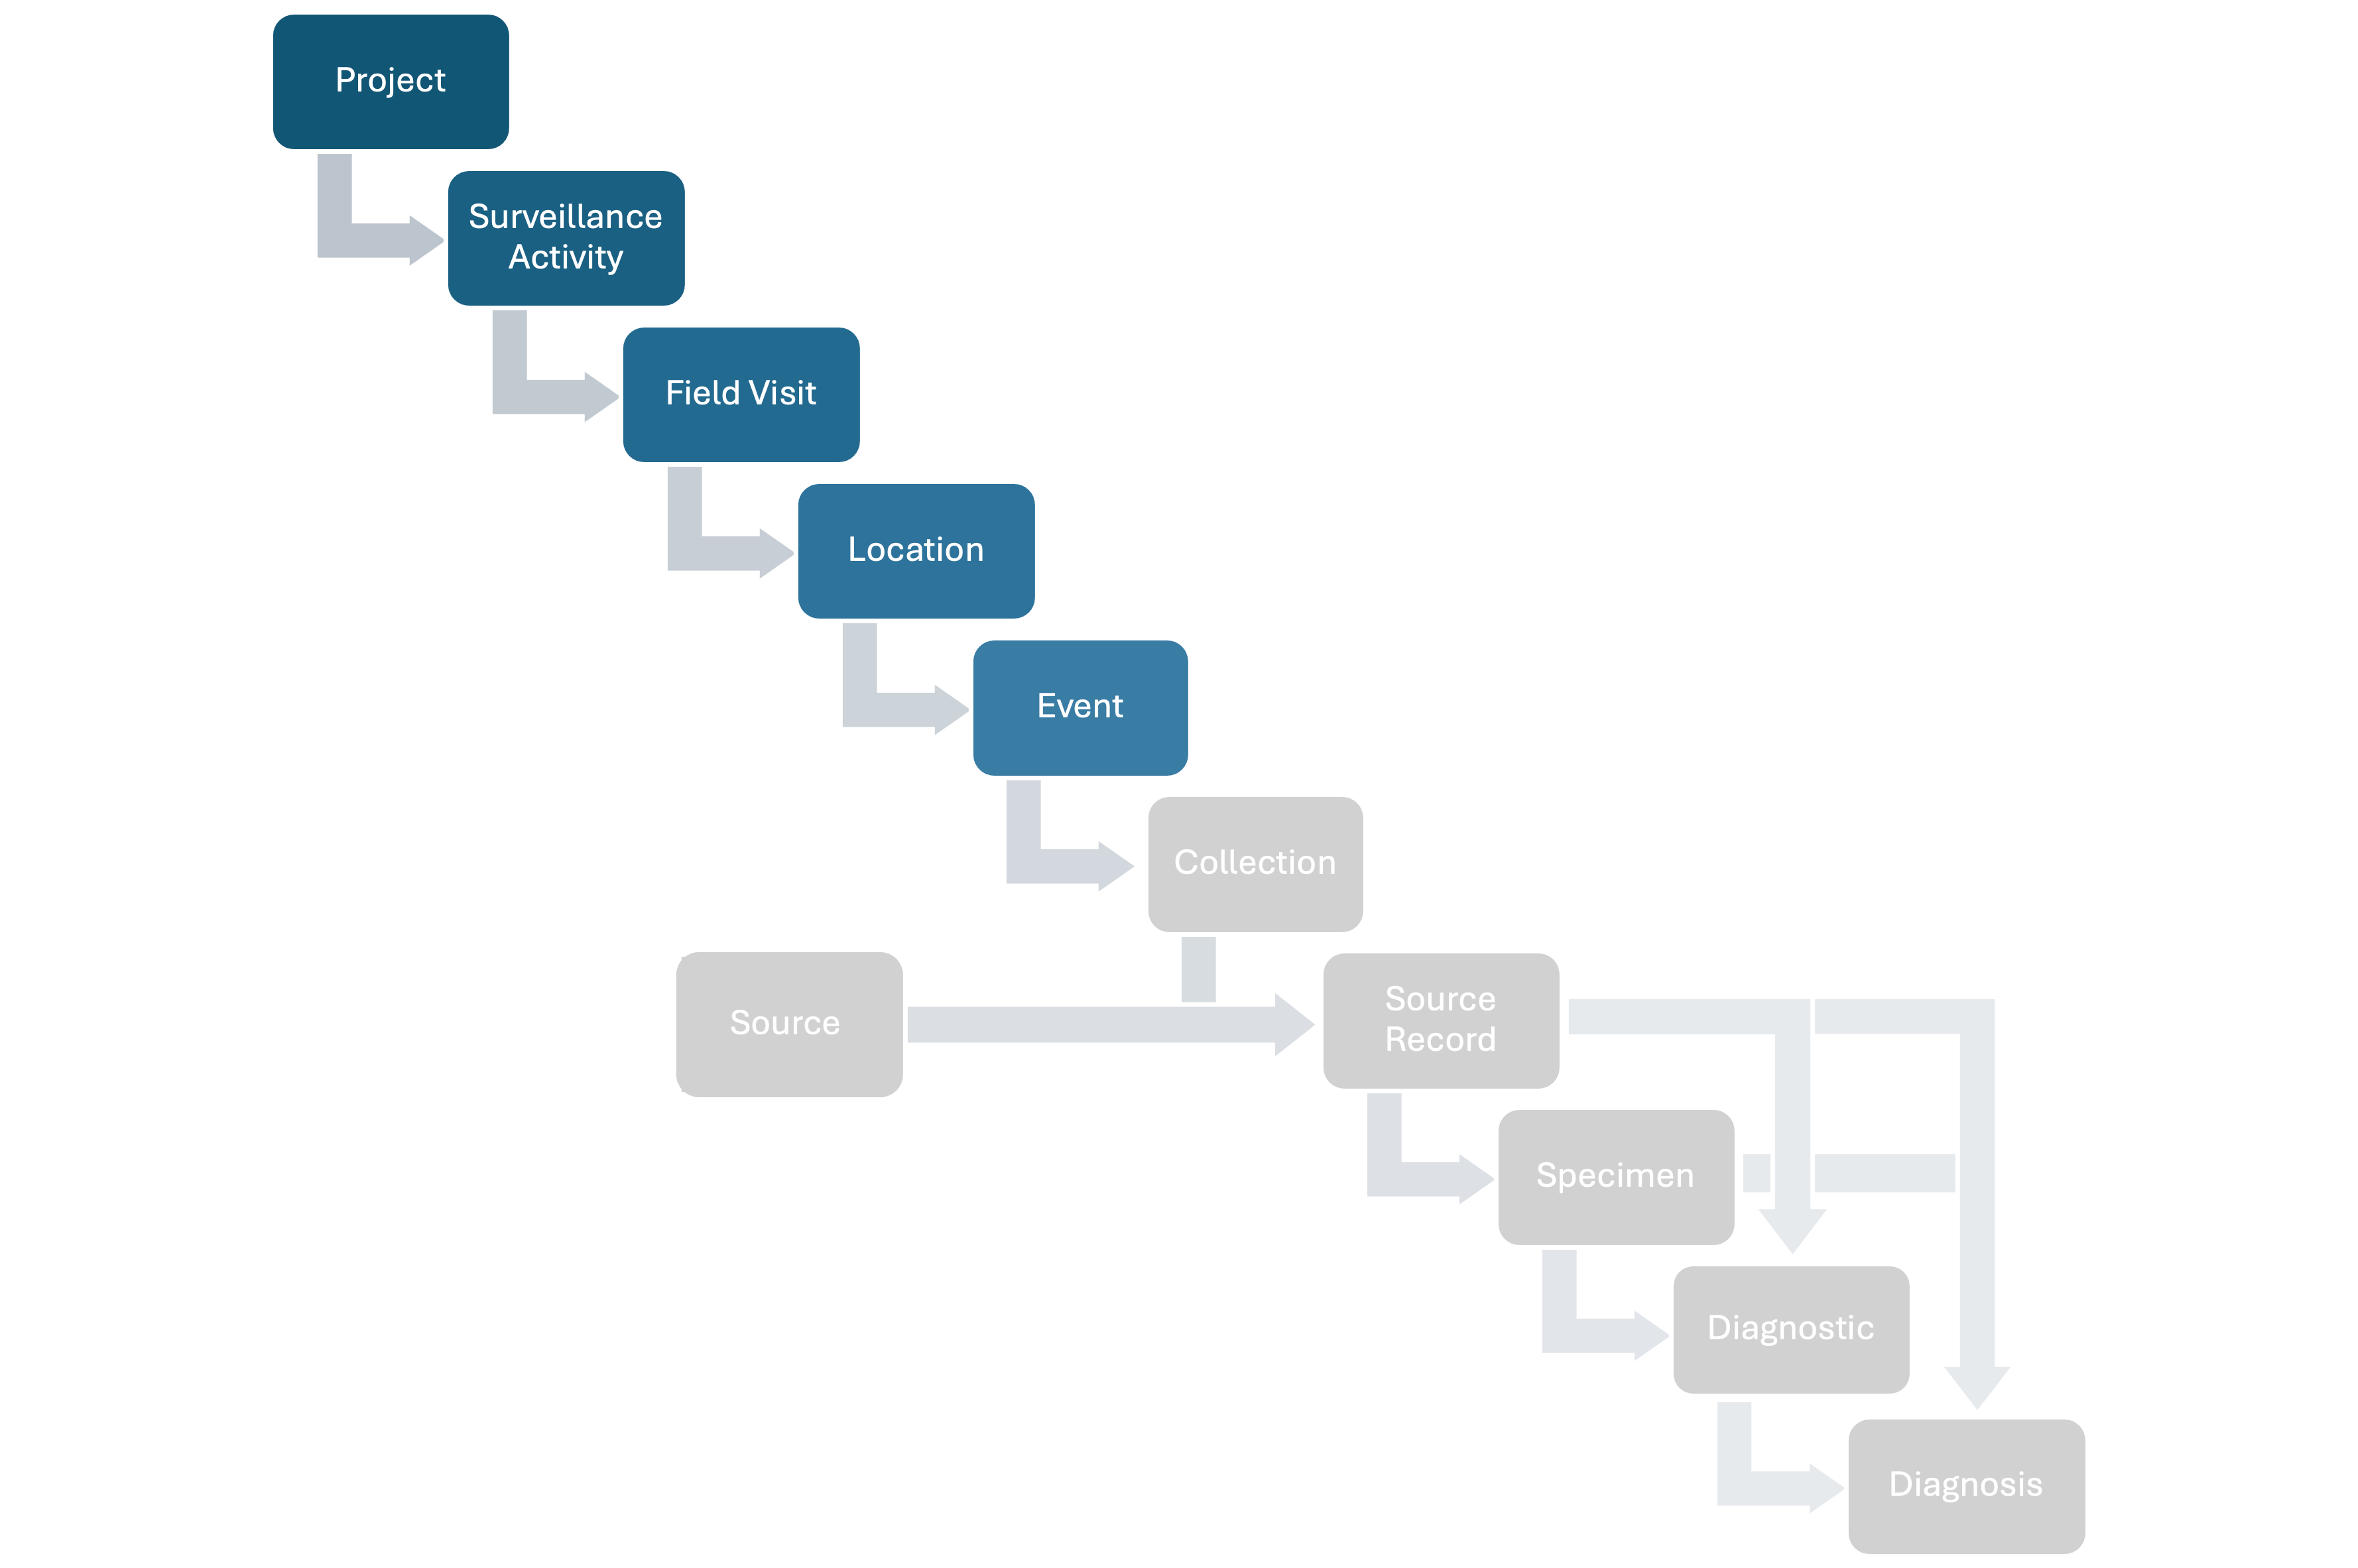 Project
Surveillance
Activity
Field Visit
Location
Event
Collection
Source
Source
Record
Specimen
Diagnostic
Diagnosis